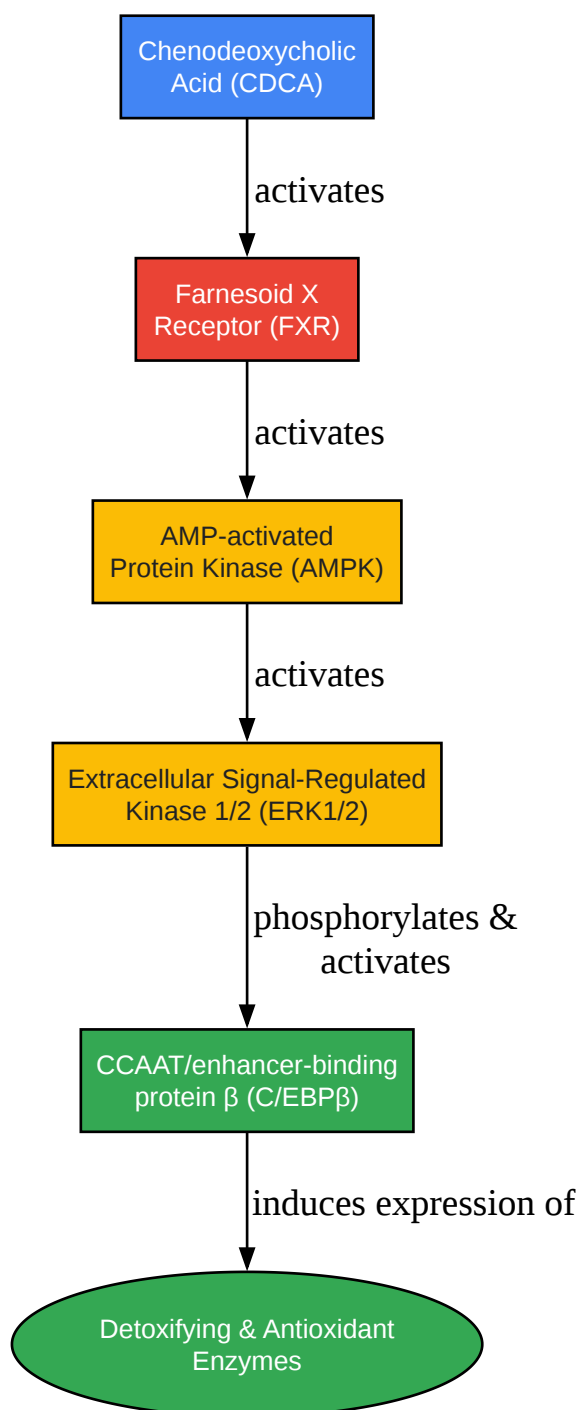 Chenodeoxycholic
Acid (CDCA)
activates
Farnesoid X
Receptor (FXR)
activates
AMP-activated
Protein Kinase (AMPK)
activates
Extracellular Signal-Regulated
Kinase 1/2 (ERK1/2)
phosphorylates &
activates
CCAAT/enhancer-binding
protein β (C/EBPβ)
induces expression of
Detoxifying & Antioxidant
Enzymes